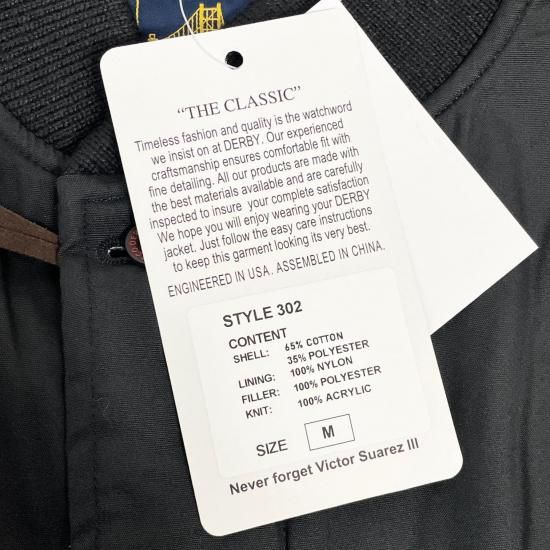 "THE CLASSIC"
Timeless fashion and quality is the watchword
we insist on at DERBY. Our experienced
craftsmanship ensures comfortable fit with
fine detailing. All our products are made with
the best materials available and are carefully
inspected to insure your complete satisfaction
We hope you will enjoy wearing your DERBY
jacket. Just follow the easy care instructions
to keep this garment looking its very best.
ENGINEERED IN USA. ASSEMBLED IN CHINA.
STYLE 302
CONTENT
SHELL: 65% COTTON
35% POLYESTER
LINING: 100% NYLON
FILLER: 100% POLYESTER
KNIT: 100% ACRYLIC
SIZE M
Never forget Victor Suarez III